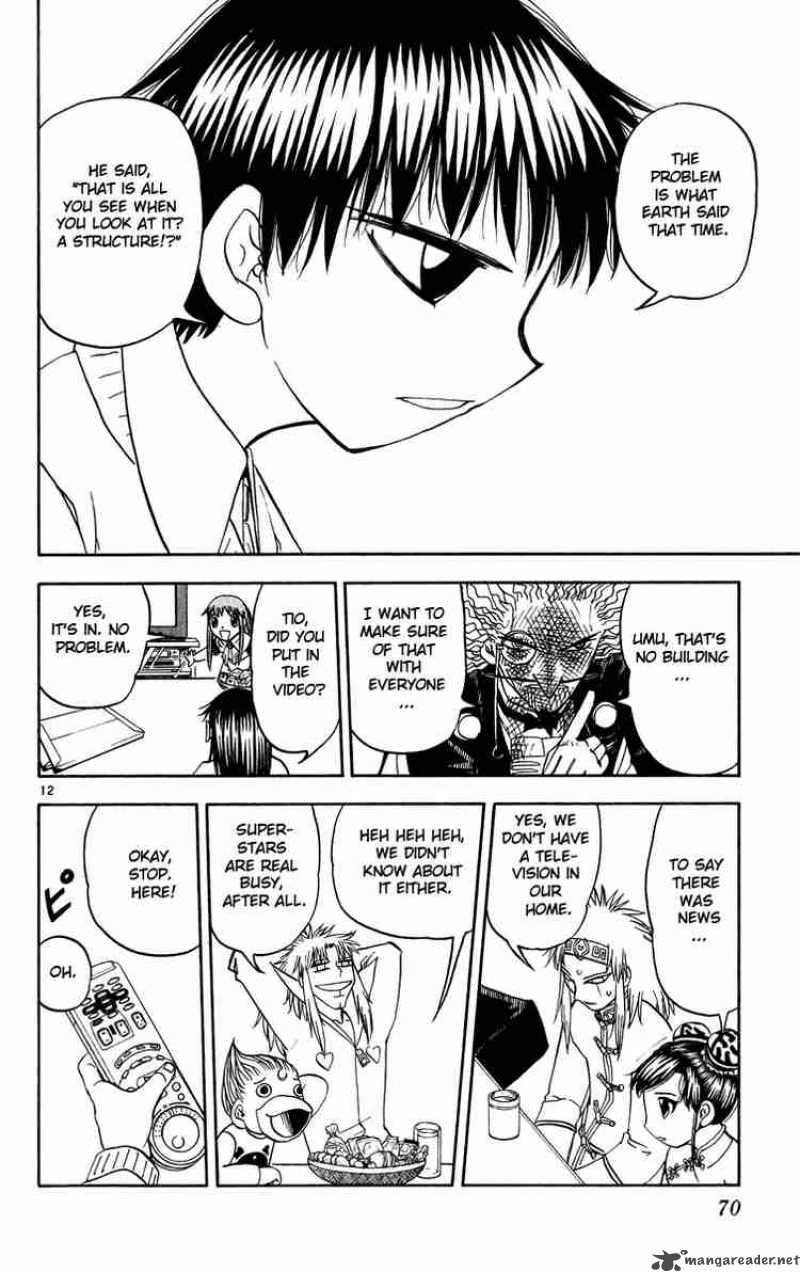 THE
PROBLEM
IS WHAT
EARTH SAID
THAT TIME.
HE SAID,
"THAT IS ALL
YOU SEE WHEN
YOU LOOK AT IT?
A STRUCTURE!?"
UMU, THAT'S
NO BUILDING
...
I WANT TO
MAKE SURE
OF THAT
WITH
EVERYONE
...
TIO,
DID YOU
PUT IN
THE
VIDEO?
YES,
IT'S IN. NO
PROBLEM.
12
TO SAY
THERE
WAS
NEWS
...
YES, WE
DON'T HAVE
A TELE-
VISION IN
OUR
HOME.
HEH HEH HEH,
WE DIDN'T
KNOW ABOUT
IT EITHER.
SUPER-
STARS
ARE REAL
BUSY,
AFTER ALL.
OKAY,
STOP.
HERE!
ピ
OH.
70
mangareader.net